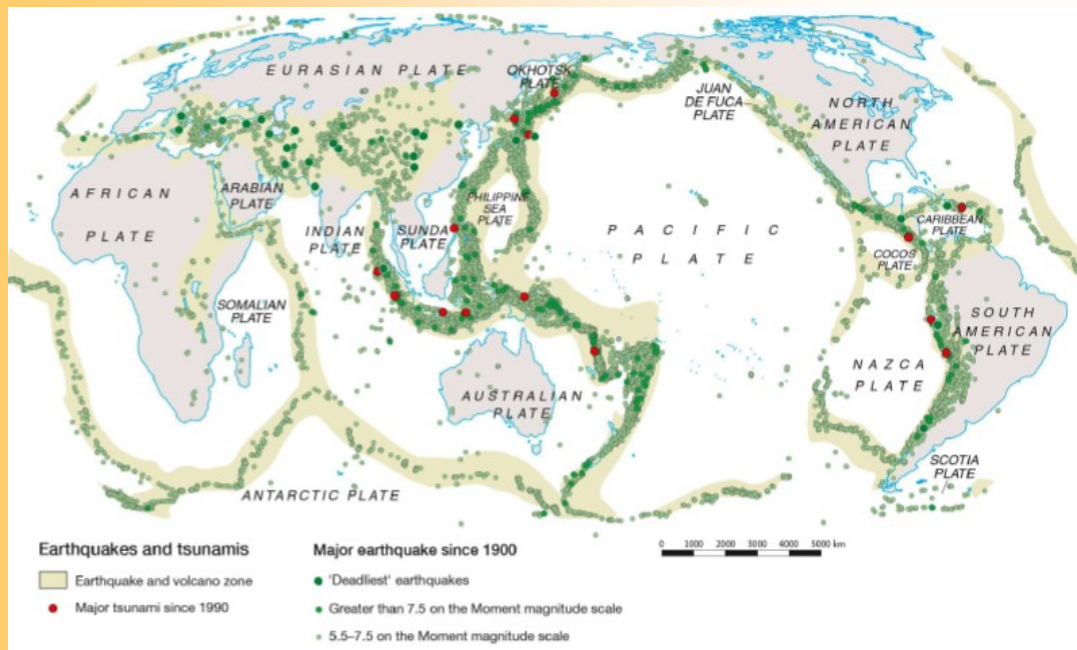 EURASIAN PLATE
OKHOTSK
PLATE
JUAN
DE FUCA
PLATE
NORTH
AMERICAN
PLATE
AFRICAN
PLATE
ARABIAN
PLATE
INDIAN
PLATE
SUNDA
PLATE
PHILIPPINE
SEA
PLATE
PACIFIC
PLATE
CARIBBEAN
PLATE
COCOS
PLATE
SOMALIAN
PLATE
SOUTH
AMERICAN
PLATE
NAZCA
PLATE
AUSTRALIAN
PLATE
SCOTIA
PLATE
ANTARCTIC PLATE
Earthquakes and tsunamis
Earthquake and volcano zone
Major tsunami since 1990
Major earthquake since 1900
'Deadliest' earthquakes
Greater than 7.5 on the Moment magnitude scale
5.5–7.5 on the Moment magnitude scale
0 1000 2000 3000 4000 5000 km